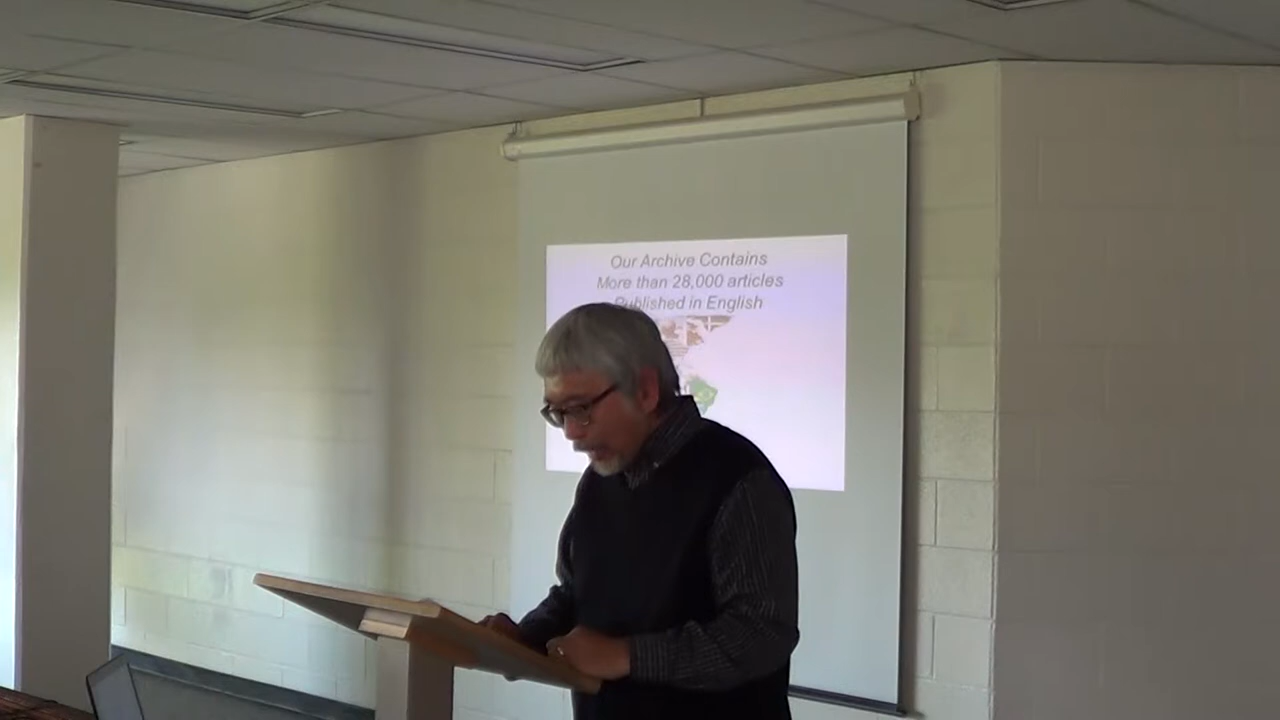 Our Archive Contains
More than 28,000 articles
Published in English